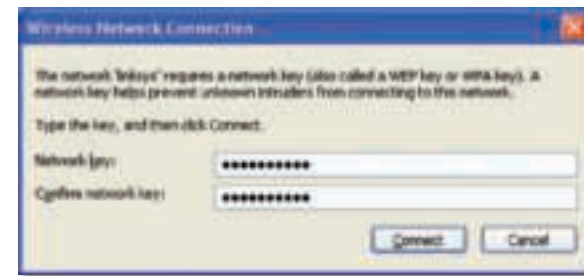 Wireless Network Connection
The network 'linksys' requires a network key (also called a WEP key or WPA key). A
network key helps prevent unknown intruders from connecting to this network.
Type the key, and then click Connect.
Network key: ••••••••••
Confirm network key: ••••••••••
Connect Cancel